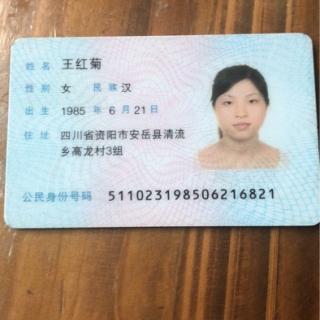 姓名 王红菊
性别 女 民族 汉
出生 1985 年 6 月 21 日
住址 四川省资阳市安岳县清流
乡高龙村3组
公民身份号码 511023198506216821